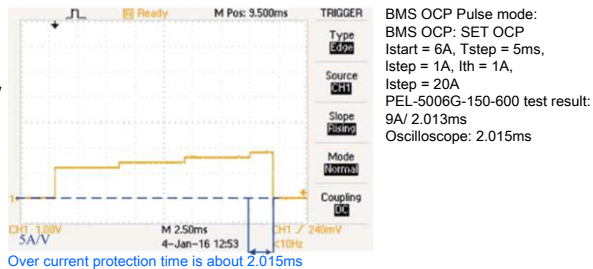 Ready
M Pos: 9.500ms
TRIGGER
Type
Edge
Source
CH1
Slope
Rising
Mode
Normal
Coupling
DC
1
CH1 1.00V
M 2.50ms
CH1
240mV
5A/V
4-Jan-16 12:53
<10Hz
Over current protection time is about 2.015ms
BMS OCP Pulse mode:
BMS OCP: SET OCP
Istart = 6A, Tstep = 5ms,
Istep = 1A, Ith = 1A,
Istep = 20A
PEL-5006G-150-600 test result:
9A/ 2.013ms
Oscilloscope: 2.015ms